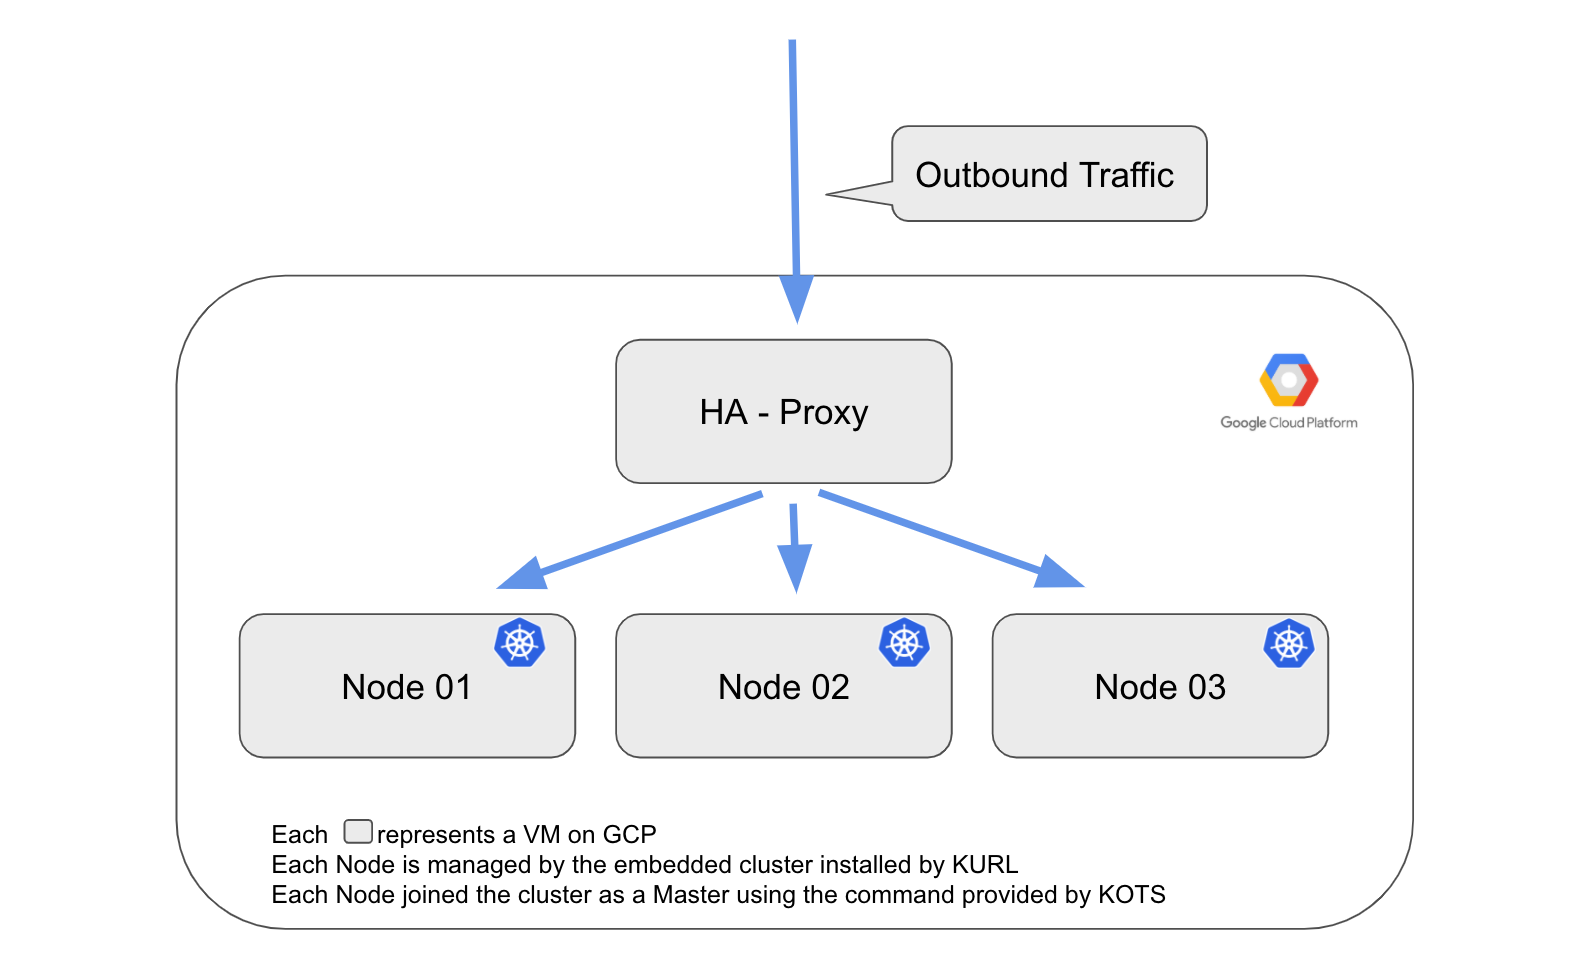 Outbound Traffic
HA - Proxy
Google Cloud Platform
Node 01
Node 02
Node 03
Each represents a VM on GCP
Each Node is managed by the embedded cluster installed by KURL
Each Node joined the cluster as a Master using the command provided by KOTS